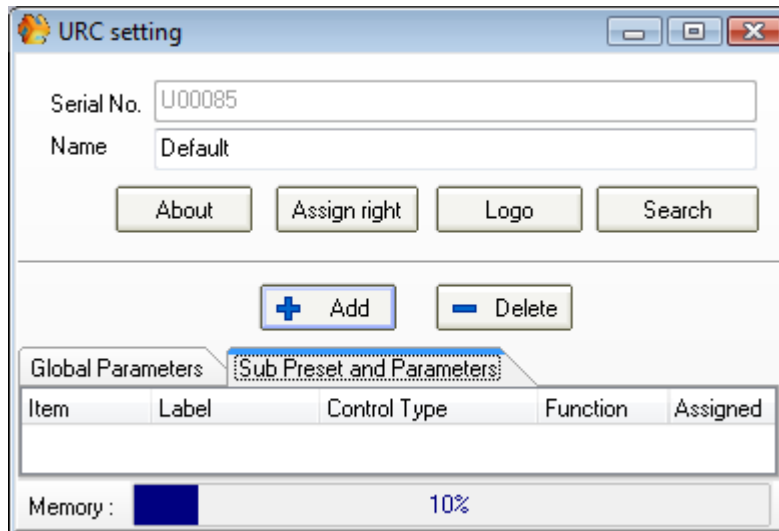 URC setting
Serial No. U00085
Name Default
About Assign right Logo Search
Add Delete
Global Parameters Sub Preset and Parameters
Item Label Control Type Function Assigned
Memory : 10%